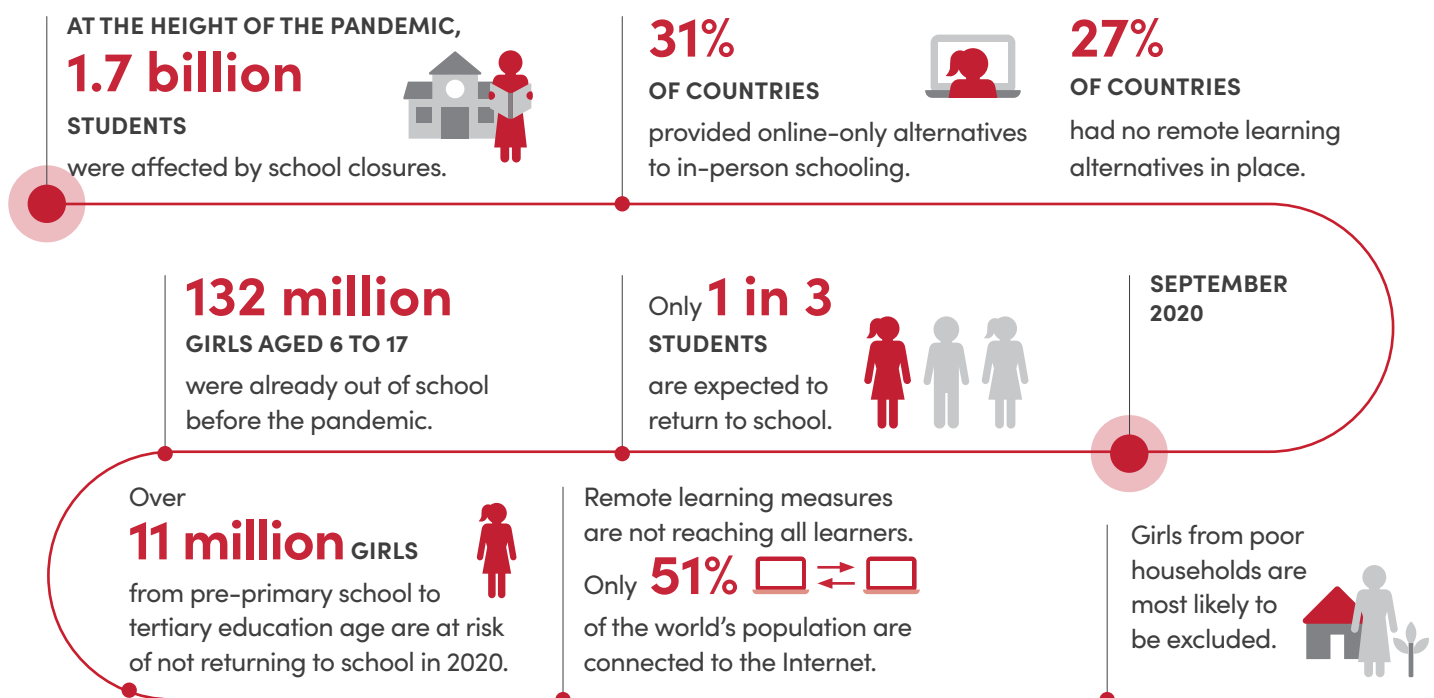 AT THE HEIGHT OF THE PANDEMIC,
1.7 billion
STUDENTS
were affected by school closures.
31%
OF COUNTRIES
provided online-only alternatives
to in-person schooling.
27%
OF COUNTRIES
had no remote learning
alternatives in place.
SEPTEMBER
2020
Only 1 in 3
STUDENTS
are expected to
return to school.
132 million
GIRLS AGED 6 TO 17
were already out of school
before the pandemic.
Over
11 million GIRLS
from pre-primary school to
tertiary education age are at risk
of not returning to school in 2020.
Remote learning measures
are not reaching all learners.
Only 51%
of the world's population are
connected to the Internet.
Girls from poor
households are
most likely to
be excluded.